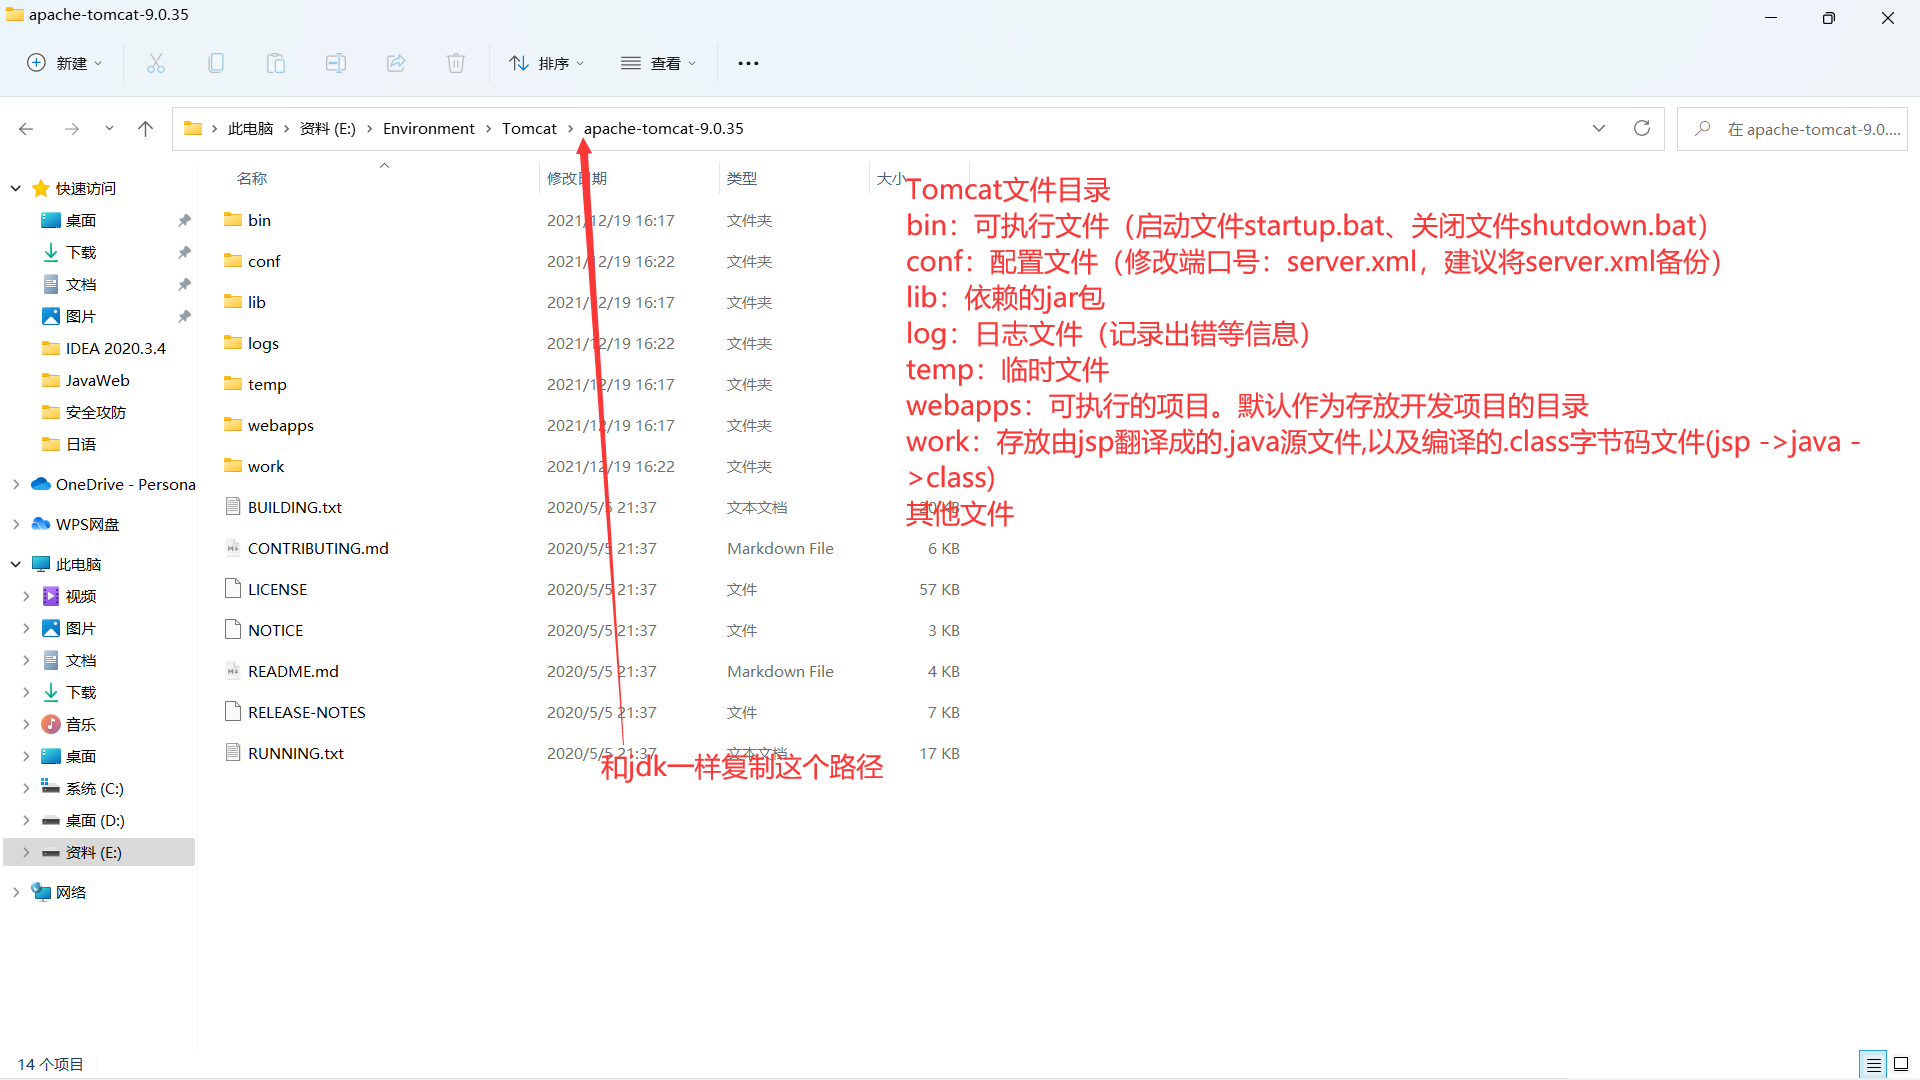 apache-tomcat-9.0.35
新建
排序
查看
此电脑 资料 (E:) Environment Tomcat apache-tomcat-9.0.35
在 apache-tomcat-9.0....
名称 修改日期 类型 大小
bin 2021/12/19 16:17 文件夹
conf 2021/12/19 16:22 文件夹
lib 2021/12/19 16:17 文件夹
logs 2021/12/19 16:22 文件夹
temp 2021/12/19 16:17 文件夹
webapps 2021/12/19 16:17 文件夹
work 2021/12/19 16:22 文件夹
BUILDING.txt 2020/5/5 21:37 文本文档 20 KB
CONTRIBUTING.md 2020/5/5 21:37 Markdown File 6 KB
LICENSE 2020/5/5 21:37 文件 57 KB
NOTICE 2020/5/5 21:37 文件 3 KB
README.md 2020/5/5 21:37 Markdown File 4 KB
RELEASE-NOTES 2020/5/5 21:37 文件 7 KB
RUNNING.txt 2020/5/5 21:37 文本文档 17 KB
快速访问
桌面
下载
文档
图片
IDEA 2020.3.4
JavaWeb
安全攻防
日语
OneDrive - Persona
WPS网盘
此电脑
视频
图片
文档
下载
音乐
桌面
系统 (C:)
桌面 (D:)
资料 (E:)
网络
Tomcat文件目录
bin：可执行文件（启动文件startup.bat、关闭文件shutdown.bat）
conf：配置文件（修改端口号：server.xml，建议将server.xml备份）
lib：依赖的jar包
log：日志文件（记录出错等信息）
temp：临时文件
webapps：可执行的项目。默认作为存放开发项目的目录
work：存放由jsp翻译成的.java源文件,以及编译的.class字节码文件(jsp ->java -
>class)
其他文件
和jdk一样复制这个路径
14 个项目